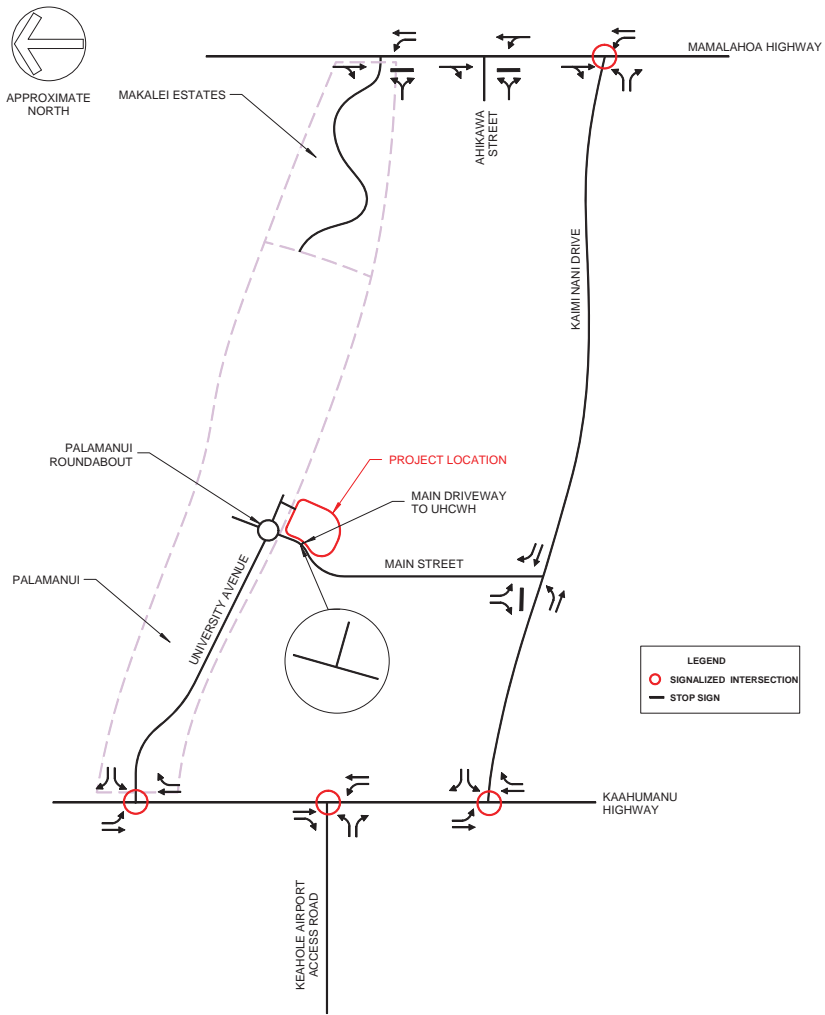 MAMALAHOA HIGHWAY
APPROXIMATE
NORTH
MAKALEI ESTATES
AHIKAWA
STREET
KAIMI NANI DRIVE
PALAMANUI
ROUNDABOUT
PROJECT LOCATION
MAIN DRIVEWAY
TO UHCWH
MAIN STREET
PALAMANUI
UNIVERSITY AVENUE
LEGEND
SIGNALIZED INTERSECTION
STOP SIGN
KAAHUMANU
HIGHWAY
KEAHOLE AIRPORT
ACCESS ROAD